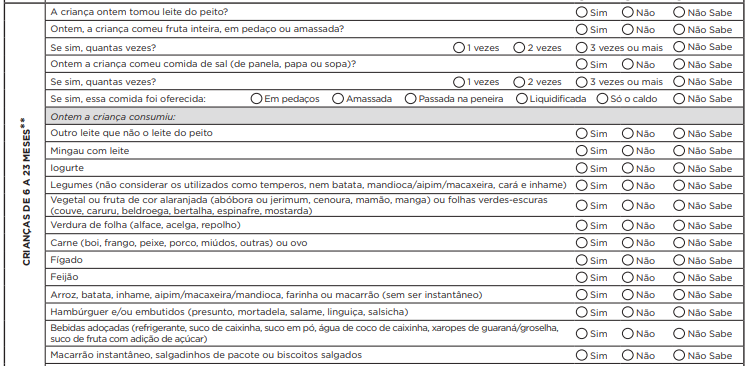 CRIANÇAS DE 6 A 23 MESES**
A criança ontem tomou leite do peito? Sim Não Não Sabe
Ontem, a criança comeu fruta inteira, em pedaço ou amassada? Sim Não Não Sabe
Se sim, quantas vezes? 1 vezes 2 vezes 3 vezes ou mais Não Sabe
Ontem a criança comeu comida de sal (de panela, papa ou sopa)? Sim Não Não Sabe
Se sim, quantas vezes? 1 vezes 2 vezes 3 vezes ou mais Não Sabe
Se sim, essa comida foi oferecida: Em pedaços Amassada Passada na peneira Liquidificada Só o caldo Não Sabe
Ontem a criança consumiu:
Outro leite que não o leite do peito Sim Não Não Sabe
Mingau com leite Sim Não Não Sabe
Iogurte Sim Não Não Sabe
Legumes (não considerar os utilizados como temperos, nem batata, mandioca/aipim/macaxeira, cará e inhame) Sim Não Não Sabe
Vegetal ou fruta de cor alaranjada (abóbora ou jerimum, cenoura, mamão, manga) ou folhas verdes-escuras
(couve, caruru, beldroega, bertalha, espinafre, mostarda) Sim Não Não Sabe
Verdura de folha (alface, acelga, repolho) Sim Não Não Sabe
Carne (boi, frango, peixe, porco, miúdos, outras) ou ovo Sim Não Não Sabe
Fígado Sim Não Não Sabe
Feijão Sim Não Não Sabe
Arroz, batata, inhame, aipim/macaxeira/mandioca, farinha ou macarrão (sem ser instantâneo) Sim Não Não Sabe
Hambúrguer e/ou embutidos (presunto, mortadela, salame, linguiça, salsicha) Sim Não Não Sabe
Bebidas adoçadas (refrigerante, suco de caixinha, suco em pó, água de coco de caixinha, xaropes de guaraná/groselha,
suco de fruta com adição de açúcar) Sim Não Não Sabe
Macarrão instantâneo, salgadinhos de pacote ou biscoitos salgados Sim Não Não Sabe